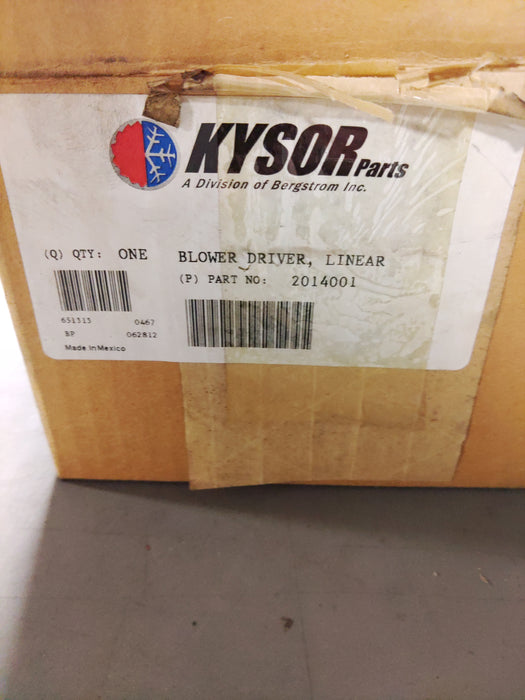 KYSOR Parts
A Division of Bergstrom Inc.
(Q) QTY: ONE BLOWER DRIVER, LINEAR
(P) PART NO: 2014001
651313 0467
BP 062812
Made In Mexico